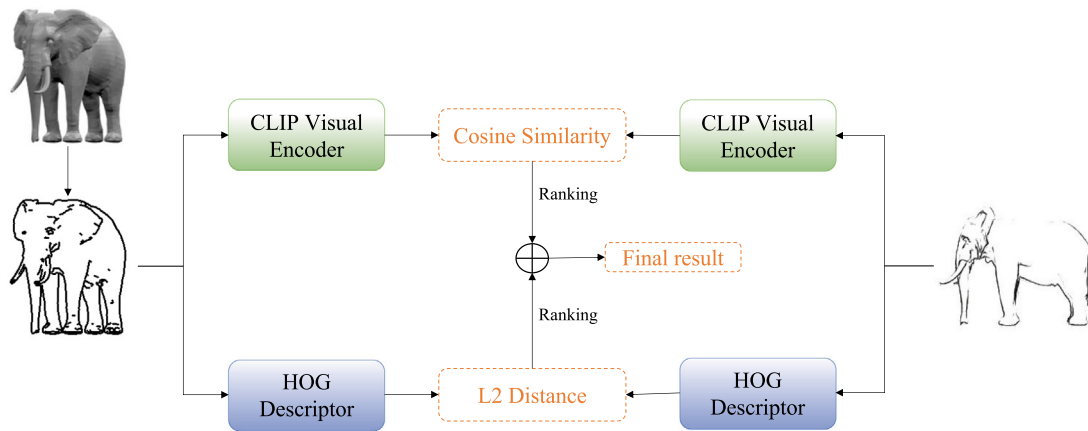 CLIP Visual
Encoder
Cosine Similarity
CLIP Visual
Encoder
Ranking
Final result
Ranking
HOG
Descriptor
L2 Distance
HOG
Descriptor